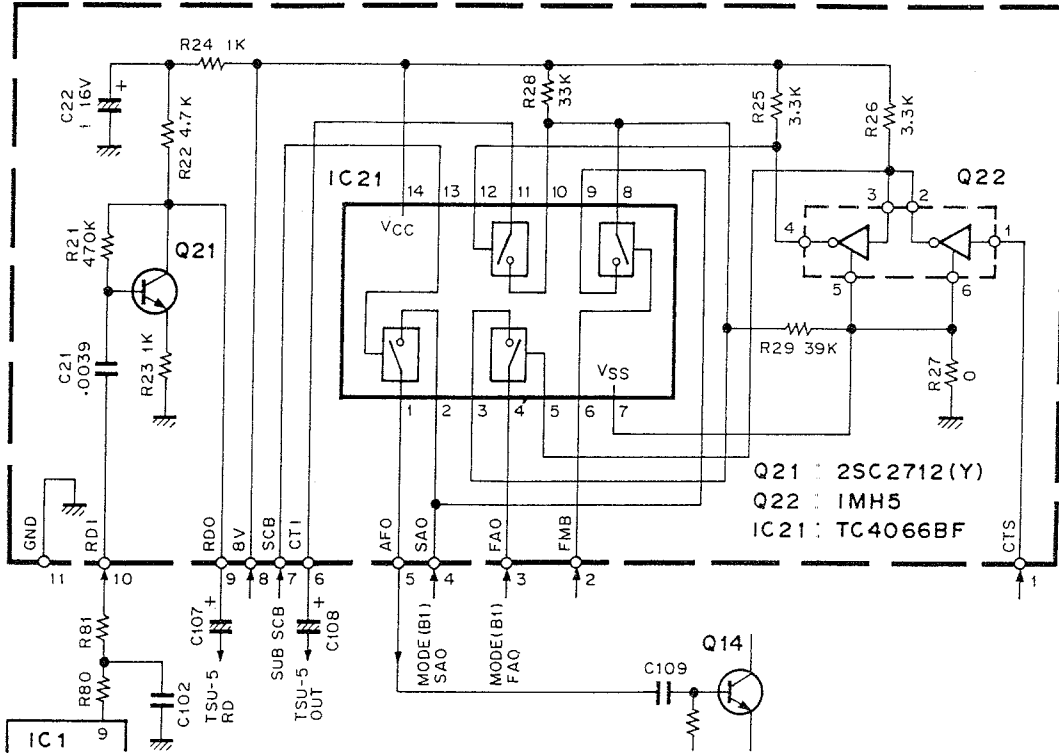 R24 1K
C22
1 16V
+
R22 4.7K
R21
470K
Q21
C21
.0039
R23 1K
R28
33K
R25
3.3K
R26
3.3K
IC21
14 13 12 11 10 9 8
VCC
VSS
1 2 3 4 5 6 7
Q22
3 2
4 1
5 6
R29 39K
R27
0
Q21 : 2SC2712(Y)
Q22 : IMH5
IC21 : TC4066BF
GND
RDI
RDO
8V
SCB
CTI
AFO
SAO
FAO
FMB
CTS
11 10 9 8 7 6 5 4 3 2 1
R81
R80
C102
IC1
9
C107
+
TSU-5
RD
SUB SCB
C108
+
TSU-5
OUT
MODE(B1)
SAO
MODE(B1)
FAO
C109
Q14